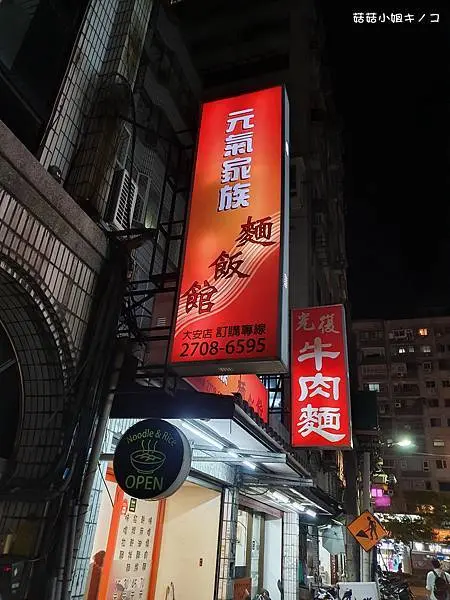 菇菇小姐キノコ
元氣家族
麵飯館
大安店 訂購專線
2708-6595
光復
牛肉麵
Noodle & Rice
OPEN